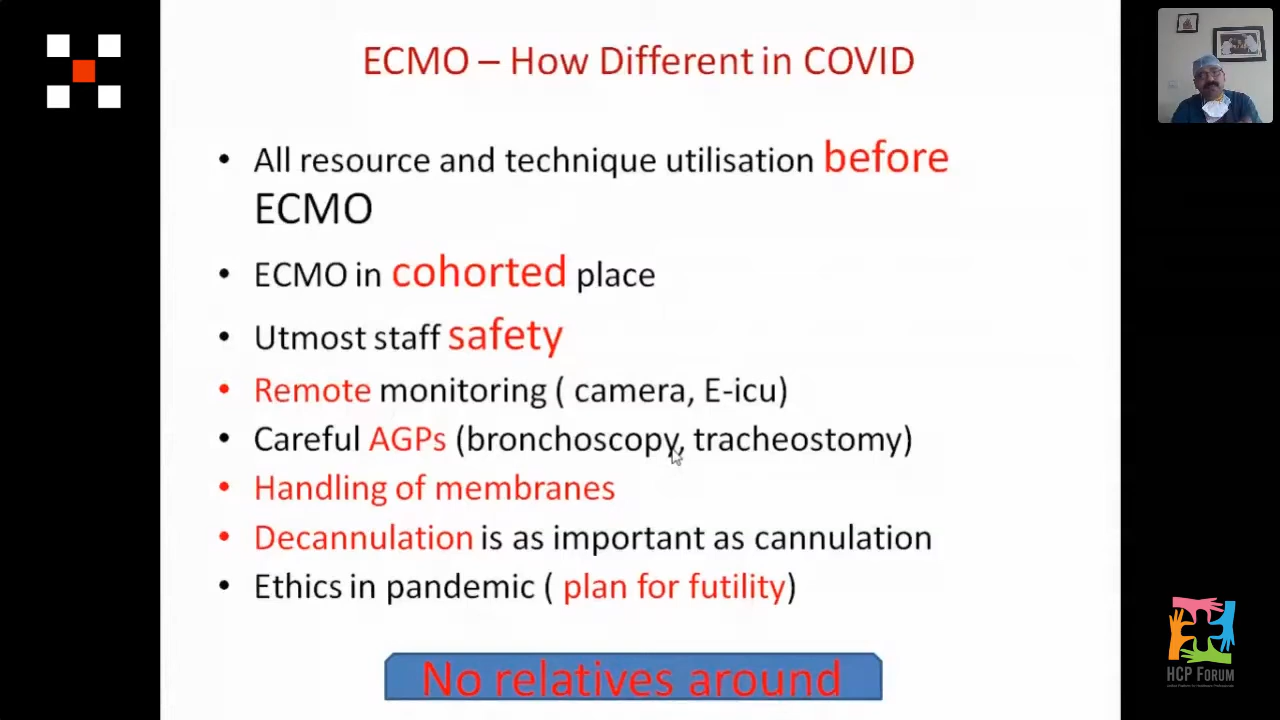 ECMO – How Different in COVID
• All resource and technique utilisation before
ECMO
• ECMO in cohorted place
• Utmost staff safety
• Remote monitoring ( camera, E-icu)
• Careful AGPs (bronchoscopy, tracheostomy)
• Handling of membranes
• Decannulation is as important as cannulation
• Ethics in pandemic ( plan for futility)
No relatives around
HCP FORUM